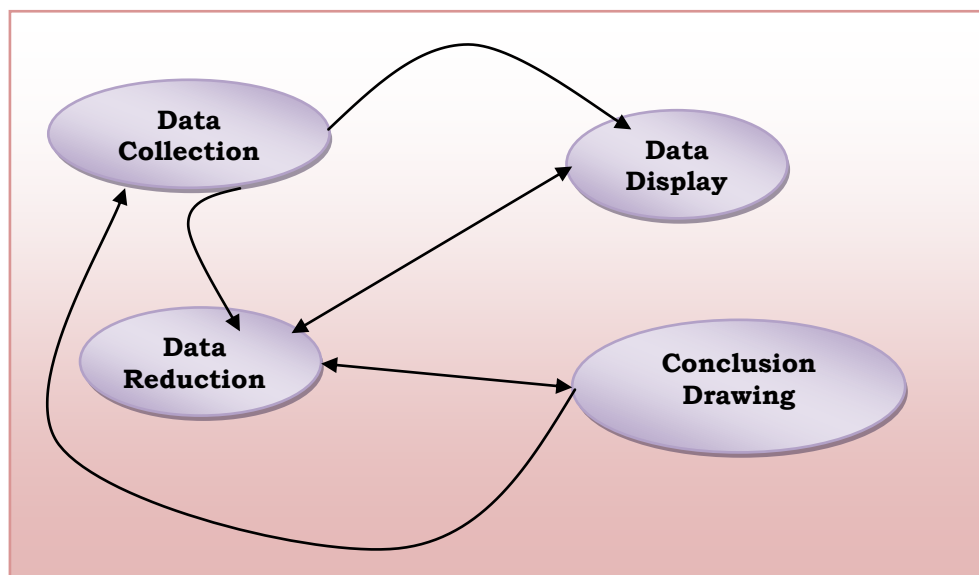 Data
Collection
Data
Display
Data
Reduction
Conclusion
Drawing